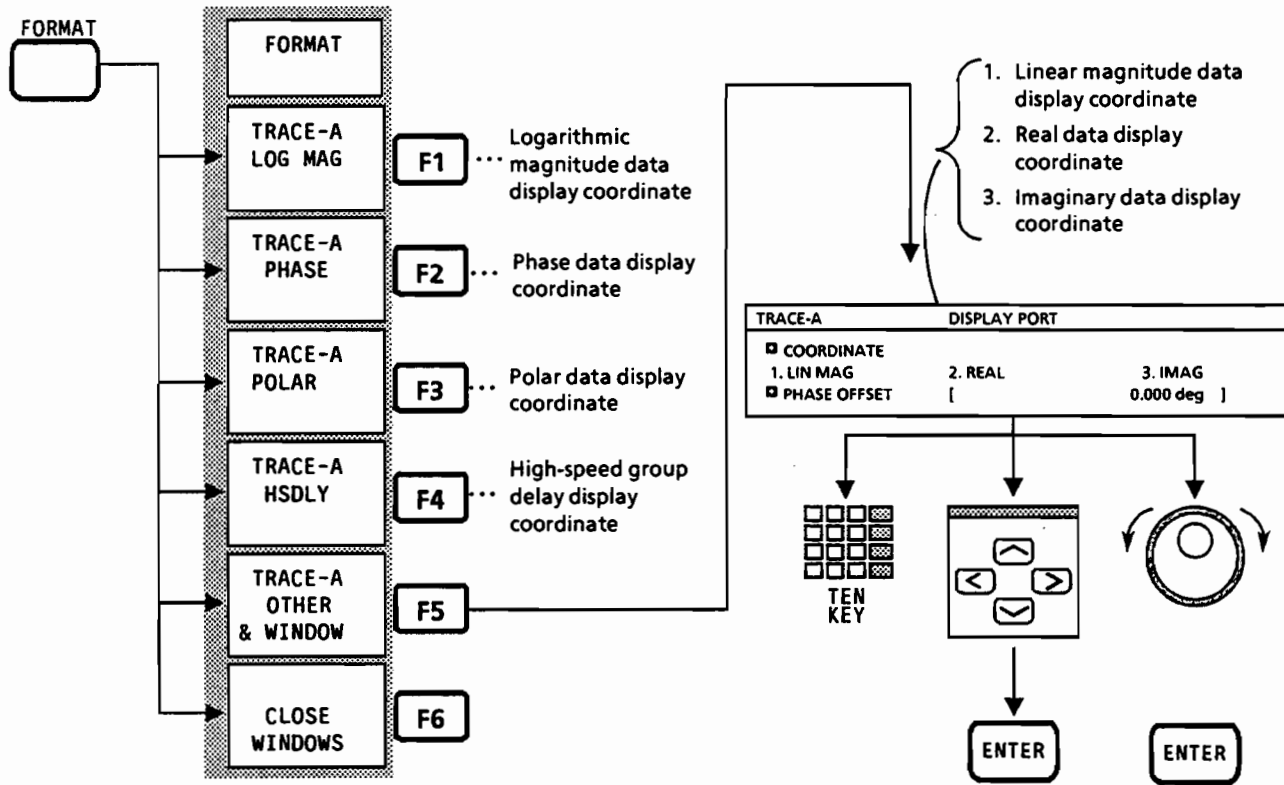 FORMAT
FORMAT
TRACE-A
LOG MAG
F1
Logarithmic
magnitude data
display coordinate
TRACE-A
PHASE
F2
Phase data display
coordinate
TRACE-A
POLAR
F3
Polar data display
coordinate
TRACE-A
HSDLY
F4
High-speed group
delay display
coordinate
TRACE-A
OTHER
& WINDOW
F5
CLOSE
WINDOWS
F6
1. Linear magnitude data
display coordinate
2. Real data display
coordinate
3. Imaginary data display
coordinate
TRACE-A DISPLAY PORT
COORDINATE
1. LIN MAG 2. REAL 3. IMAG
PHASE OFFSET [ 0.000 deg ]
TEN
KEY
ENTER
ENTER